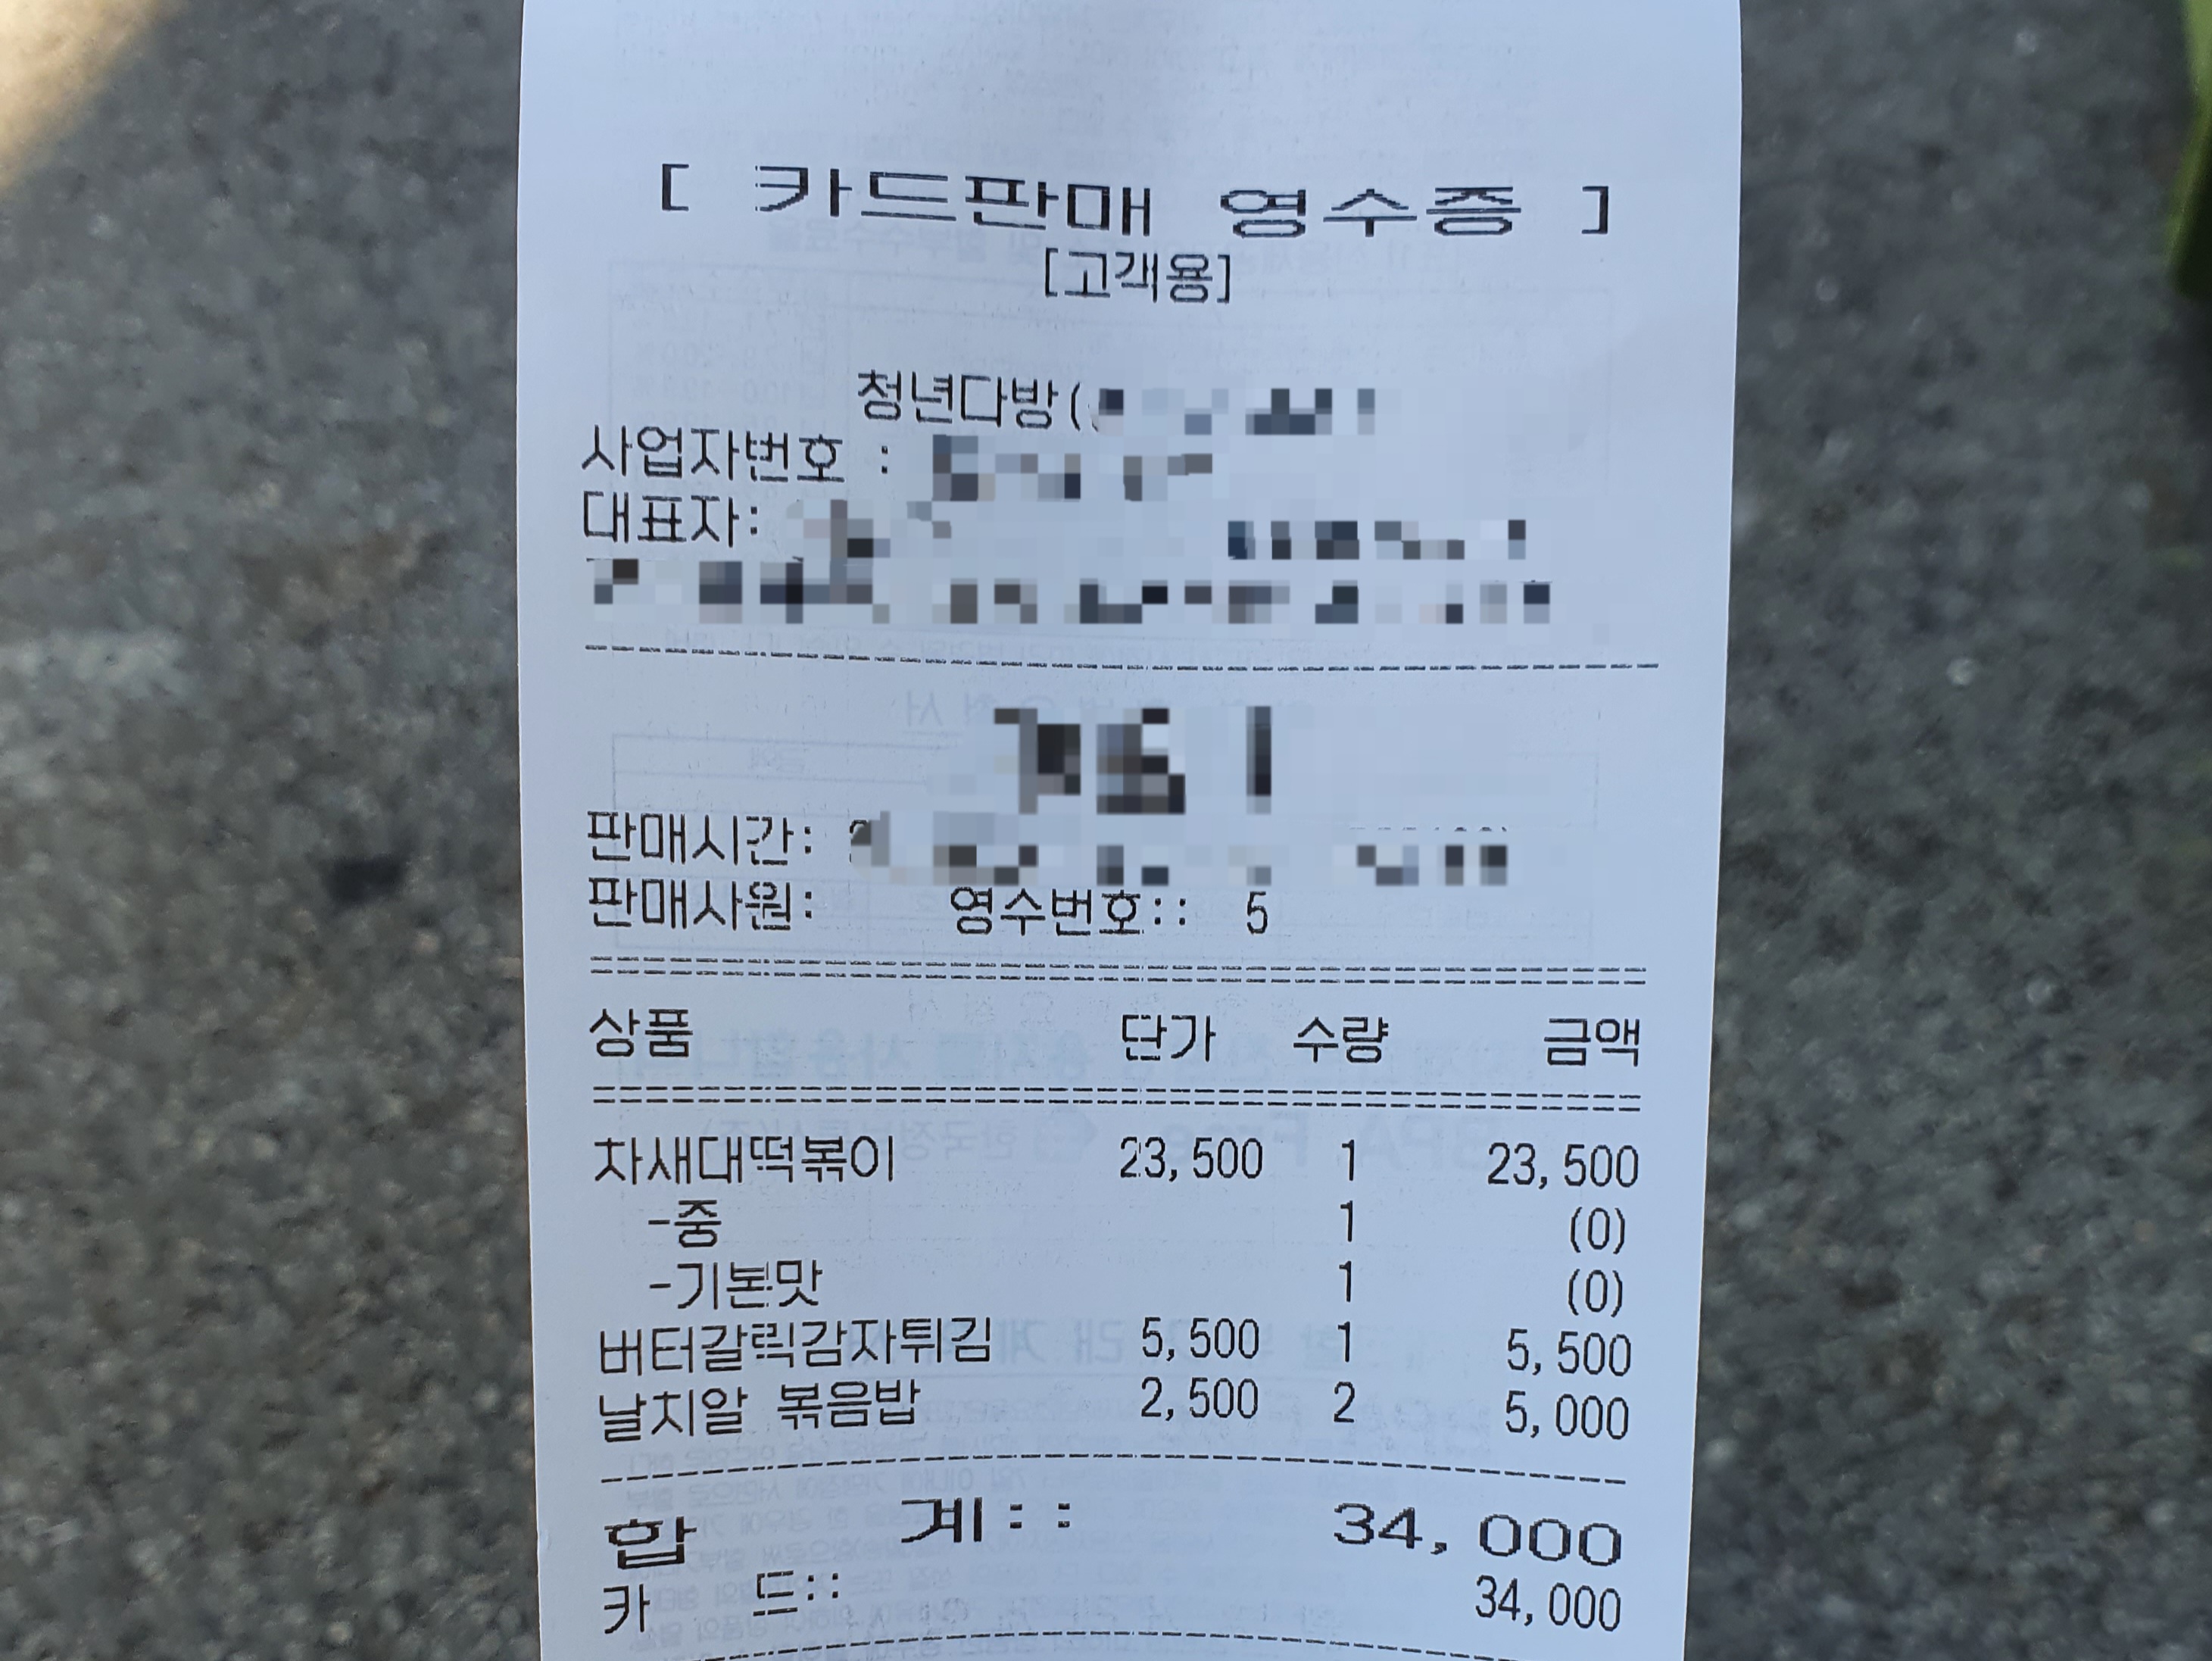 [ 카드판매 영수증 ]
[고객용]
청년다방(
사업자번호 :
대표자:
판매시간:
판매사원: 영수번호:: 5
상품 단가 수량 금액
차새대떡볶이 23,500 1 23,500
-중 1 (0)
-기본맛 1 (0)
버터갈릭감자튀김 5,500 1 5,500
날치알 볶음밥 2,500 2 5,000
합 계:: 34,000
카 드:: 34,000